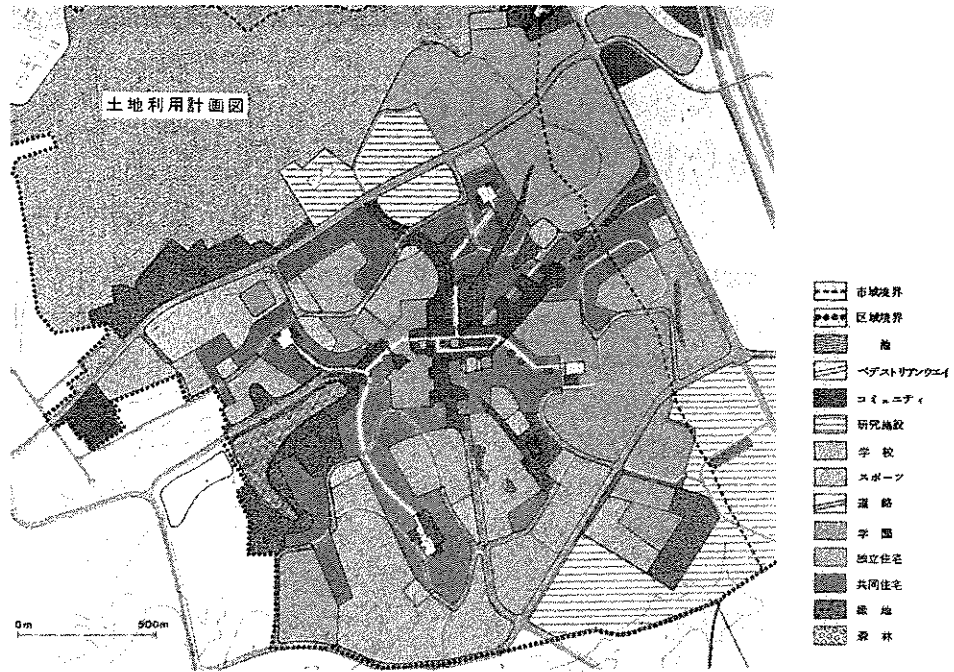 土地利用計画図
市域境界
区域境界
池
ペデストリアンウエイ
コミュニティ
研究施設
学校
スポーツ
道路
学園
独立住宅
共同住宅
緑地
森林
0m 500m